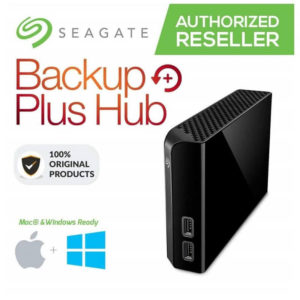 SEAGATE
AUTHORIZED
RESELLER
Backup
Plus Hub
100%
ORIGINAL
PRODUCTS
Mac® & Windows Ready
+